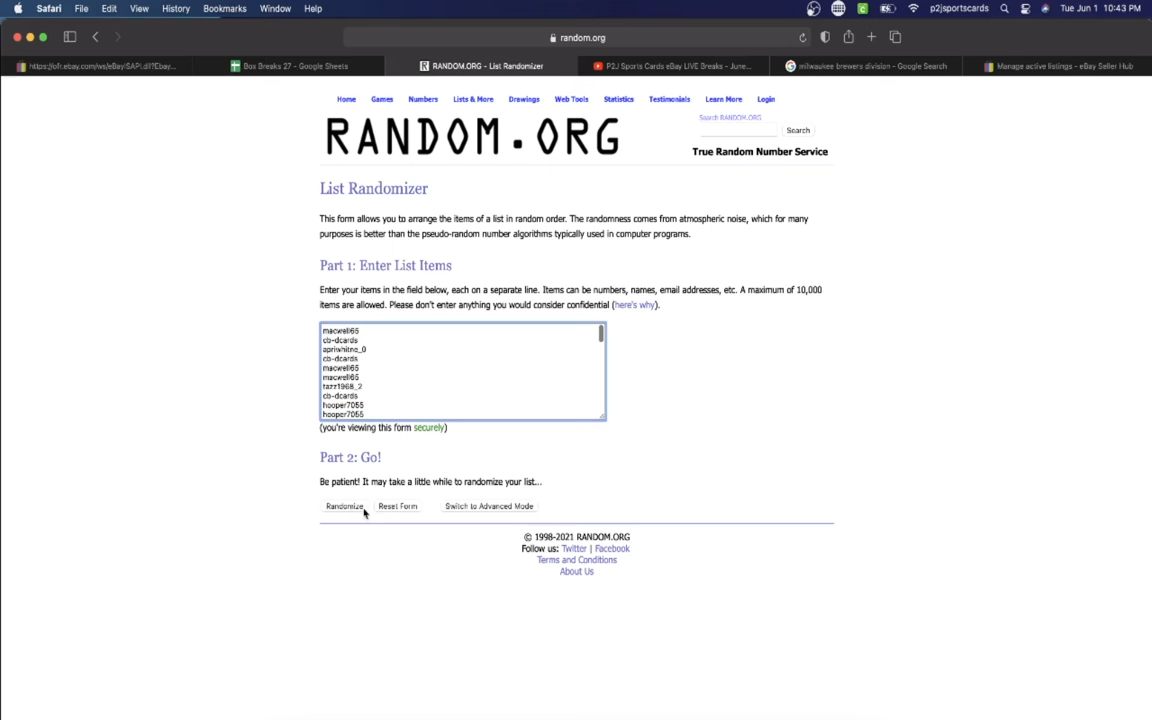 Safari File Edit View History Bookmarks Window Help p2jsportscards Tue Jun 1 10:43 PM
random.org
https://ofr.ebay.com/ws/eBayISAPI.dll?Ebay... Box Breaks 27 - Google Sheets RANDOM.ORG - List Randomizer P2J Sports Cards eBay LIVE Breaks - June... milwaukee brewers division - Google Search Manage active listings - eBay Seller Hub
Home Games Numbers Lists & More Drawings Web Tools Statistics Testimonials Learn More Login
RANDOM.ORG
Search RANDOM.ORG
Search
True Random Number Service
List Randomizer
This form allows you to arrange the items of a list in random order. The randomness comes from atmospheric noise, which for many
purposes is better than the pseudo-random number algorithms typically used in computer programs.
Part 1: Enter List Items
Enter your items in the field below, each on a separate line. Items can be numbers, names, email addresses, etc. A maximum of 10,000
items are allowed. Please don't enter anything you would consider confidential (here's why).
macwell65
cb-dcards
apriwhitne_0
cb-dcards
macwell65
macwell65
tazz1968_2
cb-dcards
hooper7055
hooper7055
(you're viewing this form securely)
Part 2: Go!
Be patient! It may take a little while to randomize your list...
Randomize Reset Form Switch to Advanced Mode
© 1998-2021 RANDOM.ORG
Follow us: Twitter | Facebook
Terms and Conditions
About Us